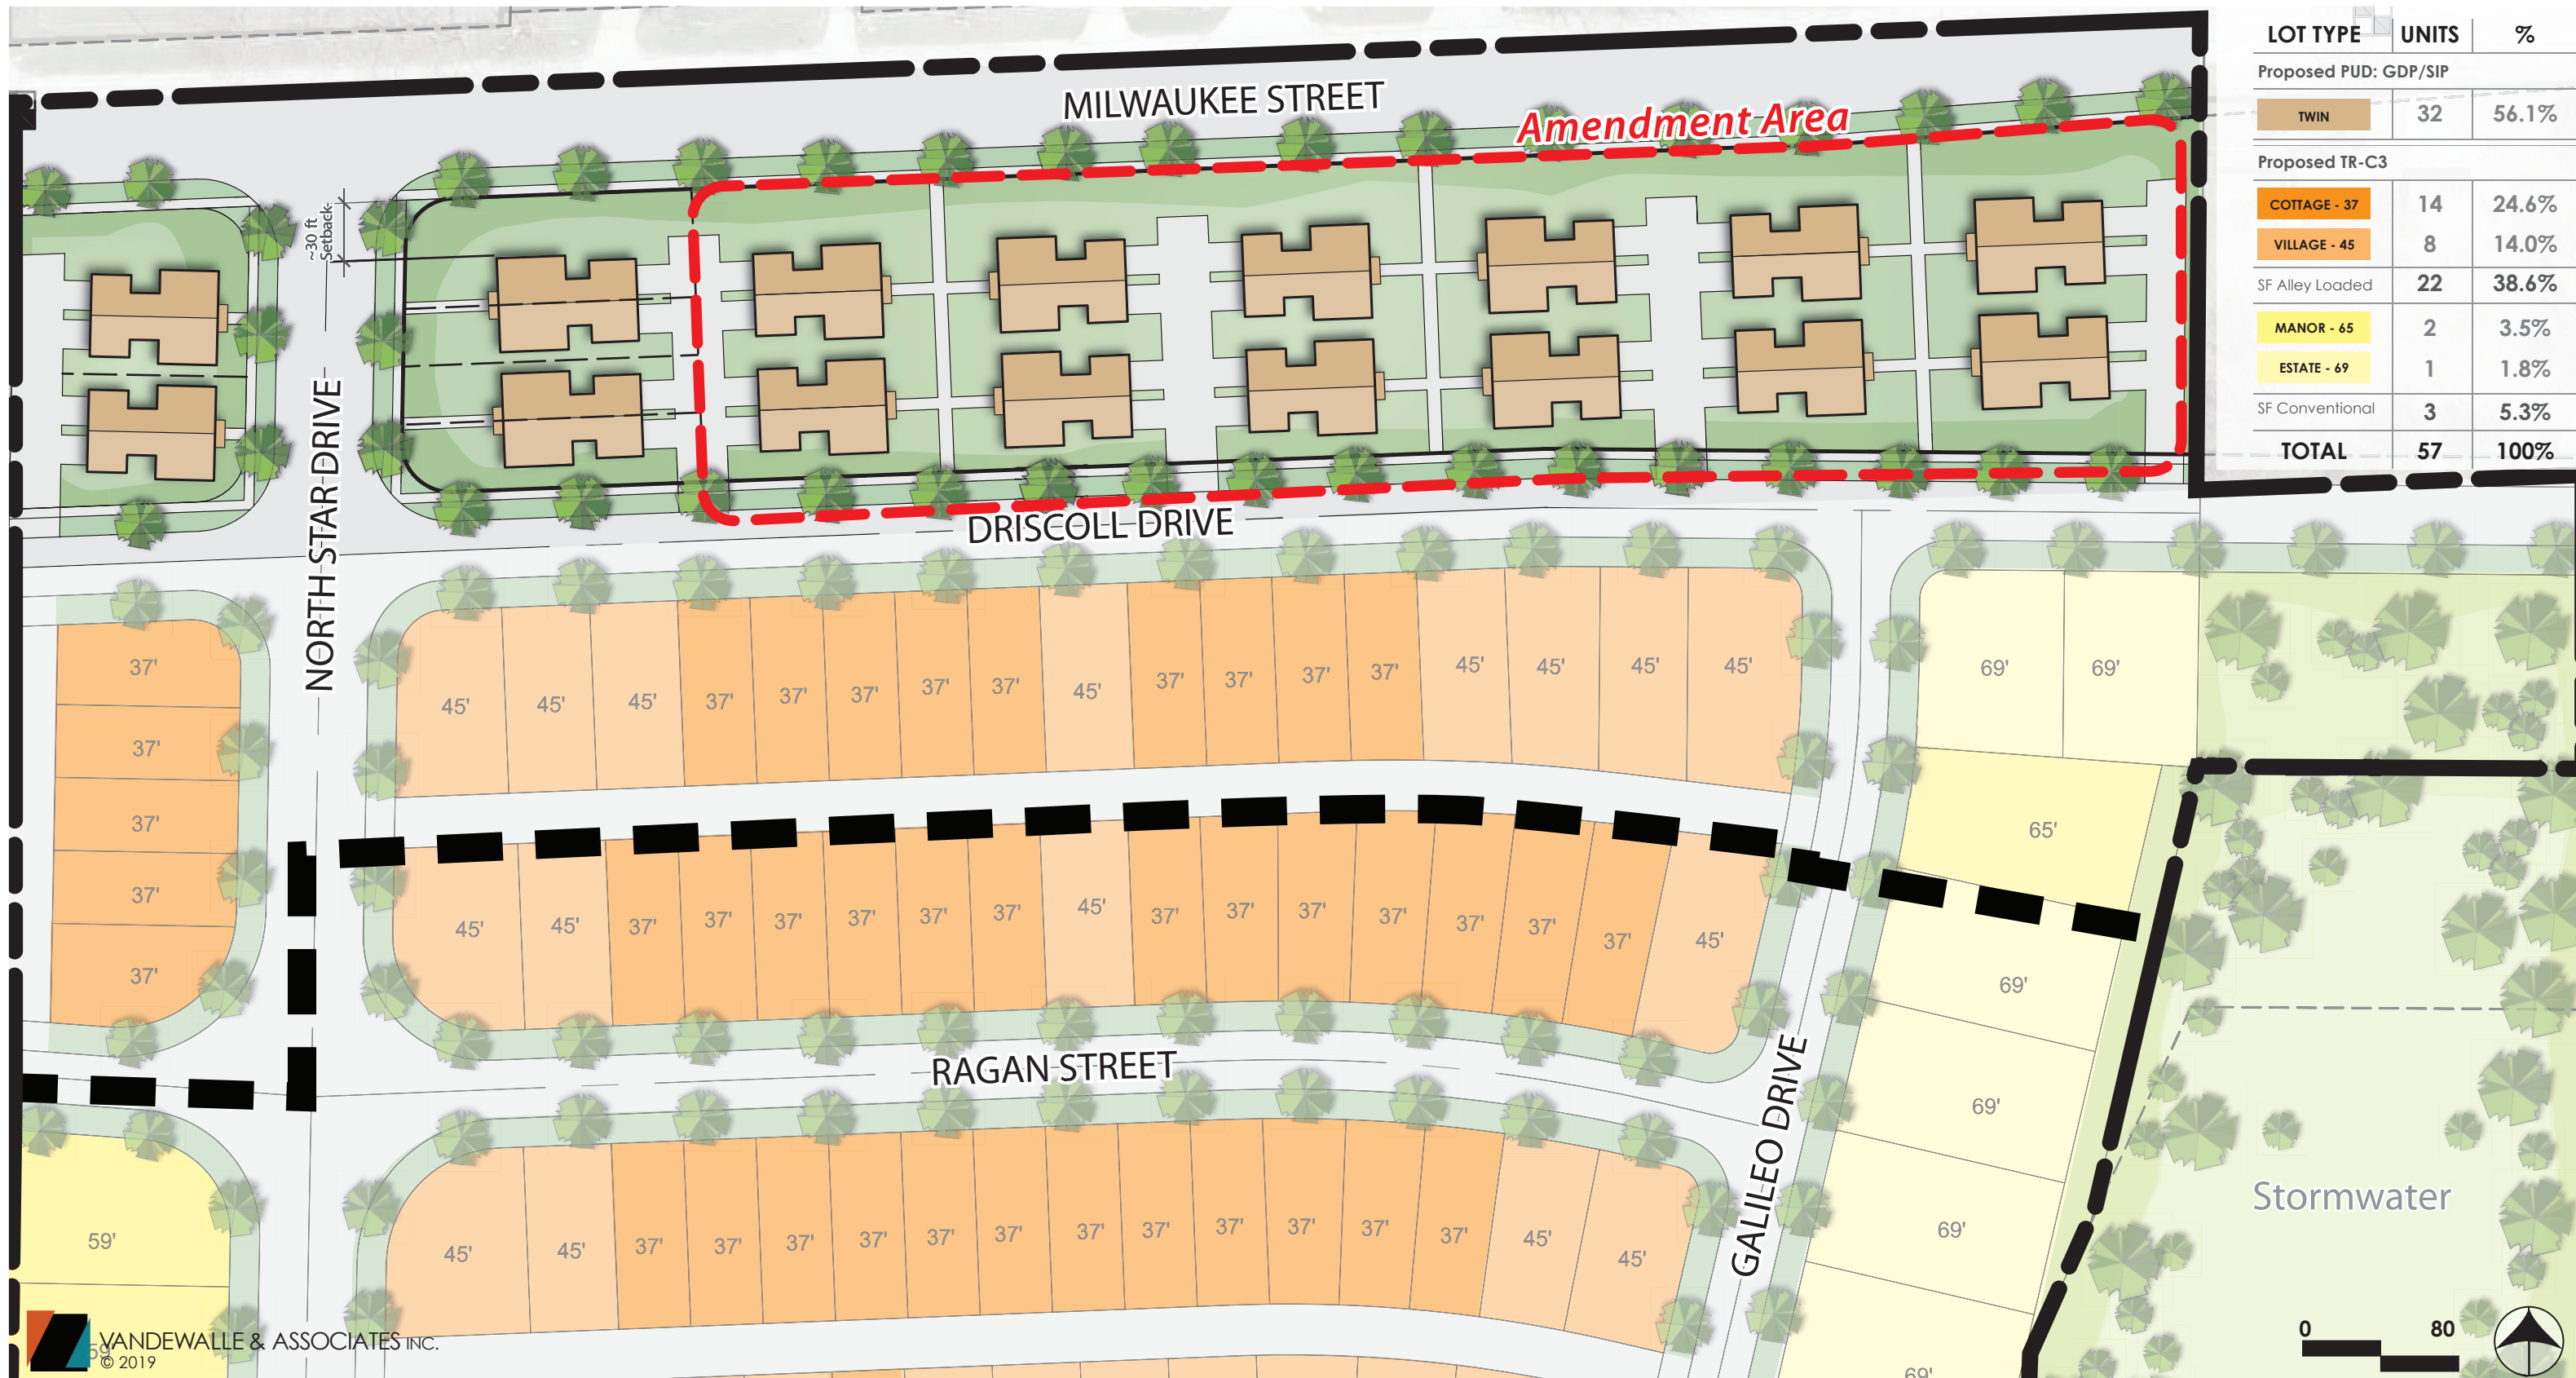 MILWAUKEE STREET
Amendment Area
~30 ft
Setback
NORTH STAR DRIVE
DRISCOLL DRIVE
LOT TYPE UNITS %
Proposed PUD: GDP/SIP
TWIN 32 56.1%
Proposed TR-C3
COTTAGE - 37 14 24.6%
VILLAGE - 45 8 14.0%
SF Alley Loaded 22 38.6%
MANOR - 65 2 3.5%
ESTATE - 69 1 1.8%
SF Conventional 3 5.3%
TOTAL 57 100%
37'
37'
37'
37'
37'
45' 45' 45' 37' 37' 37' 37' 37' 45' 37' 37' 37' 37' 45' 45' 45' 45'
69' 69'
65'
45' 45' 37' 37' 37' 37' 37' 37' 45' 37' 37' 37' 37' 37' 37' 37' 45'
69'
69'
69'
69'
RAGAN STREET
GALILEO DRIVE
Stormwater
59'
59
45' 45' 37' 37' 37' 37' 37' 37' 37' 37' 37' 37' 37' 37' 45' 45'
VANDEWALLE & ASSOCIATES INC.
© 2019
0 80